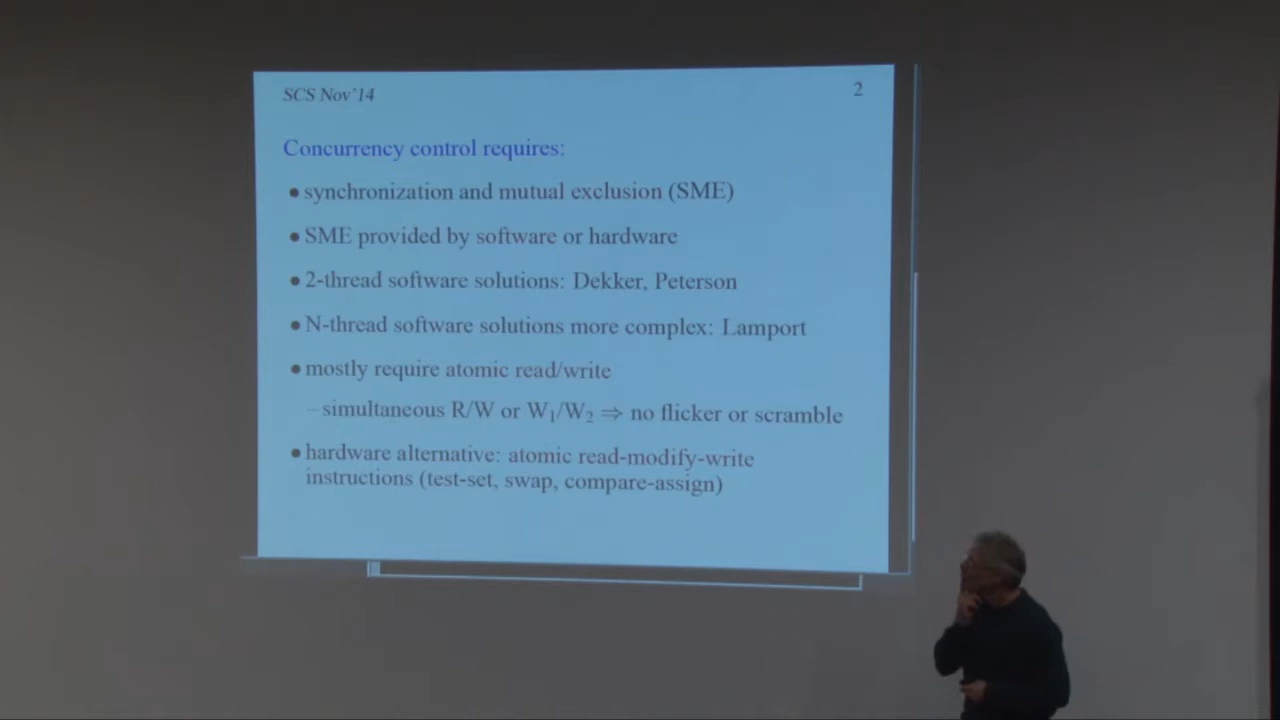 SCS Nov'14
2
Concurrency control requires:
• synchronization and mutual exclusion (SME)
• SME provided by software or hardware
• 2-thread software solutions: Dekker, Peterson
• N-thread software solutions more complex: Lamport
• mostly require atomic read/write
– simultaneous R/W or W₁/W₂ ⇒ no flicker or scramble
• hardware alternative: atomic read-modify-write
instructions (test-set, swap, compare-assign)